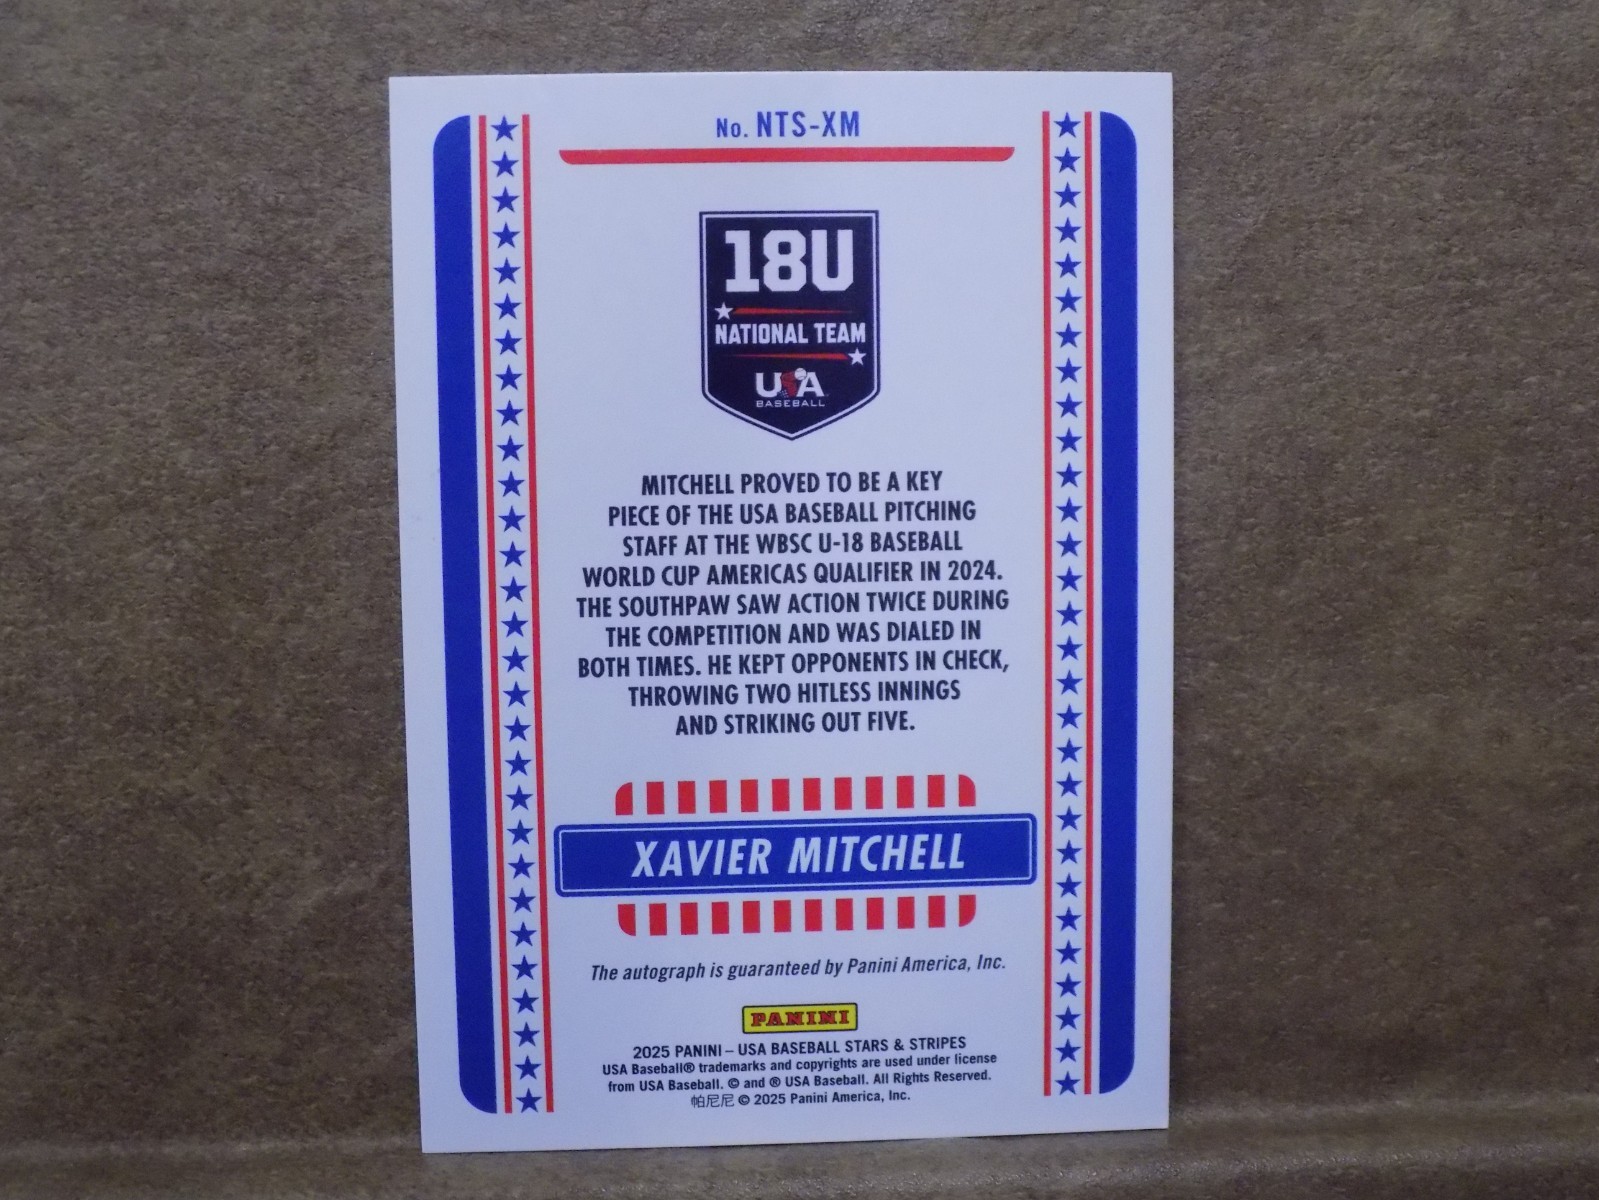 No. NTS-XM
18U
NATIONAL TEAM
USA
BASEBALL
MITCHELL PROVED TO BE A KEY
PIECE OF THE USA BASEBALL PITCHING
STAFF AT THE WBSC U-18 BASEBALL
WORLD CUP AMERICAS QUALIFIER IN 2024.
THE SOUTHPAW SAW ACTION TWICE DURING
THE COMPETITION AND WAS DIALED IN
BOTH TIMES. HE KEPT OPPONENTS IN CHECK,
THROWING TWO HITLESS INNINGS
AND STRIKING OUT FIVE.
XAVIER MITCHELL
The autograph is guaranteed by Panini America, Inc.
PANINI
2025 PANINI – USA BASEBALL STARS & STRIPES
USA Baseball® trademarks and copyrights are used under license
from USA Baseball. © and ® USA Baseball. All Rights Reserved.
帕尼尼 © 2025 Panini America, Inc.